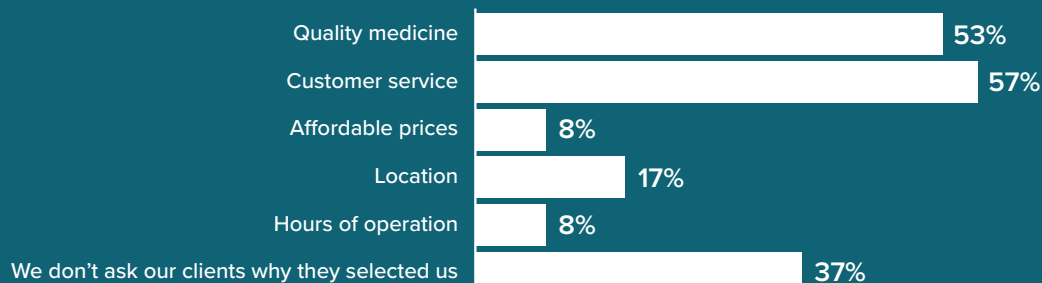 Quality medicine 53%
Customer service 57%
Affordable prices 8%
Location 17%
Hours of operation 8%
We don’t ask our clients why they selected us 37%